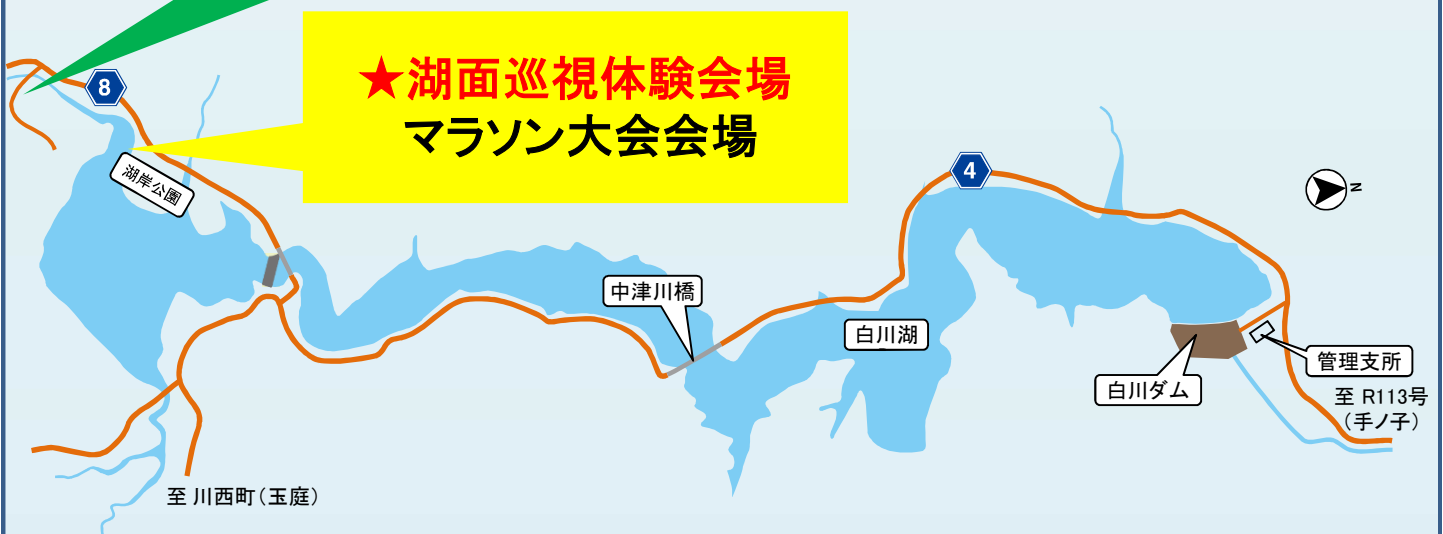 ★湖面巡視体験会場
マラソン大会会場
8
湖岸公園
4
N
中津川橋
白川湖
白川ダム
管理支所
至 R113号
(手ノ子)
至 川西町(玉庭)